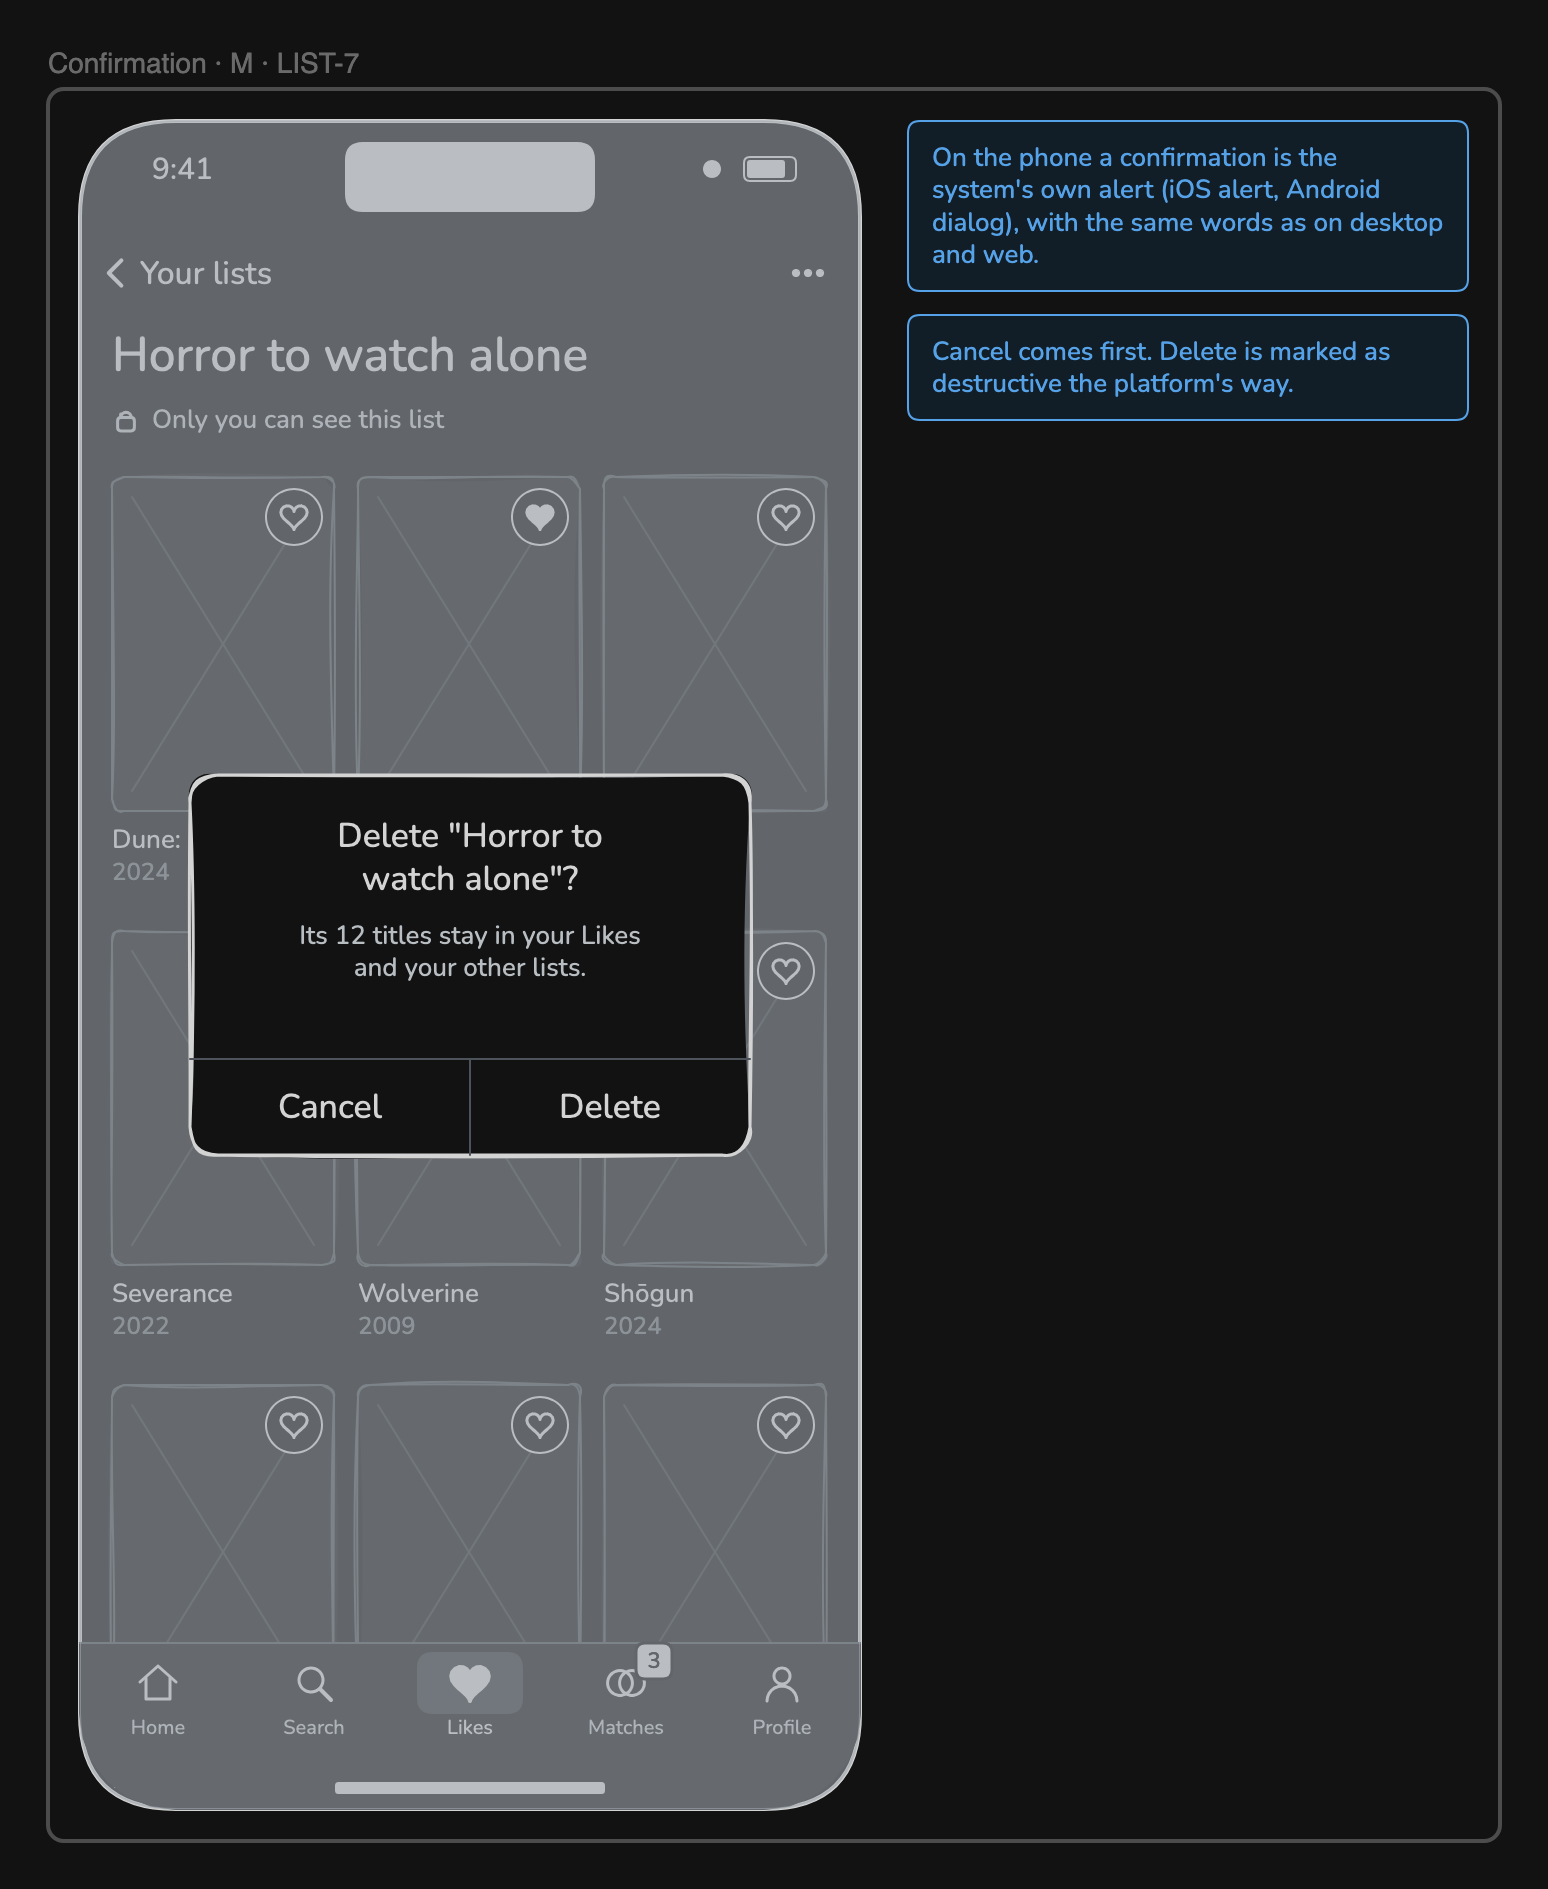 Confirmation · M · LIST-7
9:41
Your lists
Horror to watch alone
Only you can see this list
Dune:
2024
Delete "Horror to
watch alone"?
Its 12 titles stay in your Likes
and your other lists.
Cancel
Delete
Severance
2022
Wolverine
2009
Shōgun
2024
3
Home
Search
Likes
Matches
Profile
On the phone a confirmation is the
system's own alert (iOS alert, Android
dialog), with the same words as on desktop
and web.
Cancel comes first. Delete is marked as
destructive the platform's way.